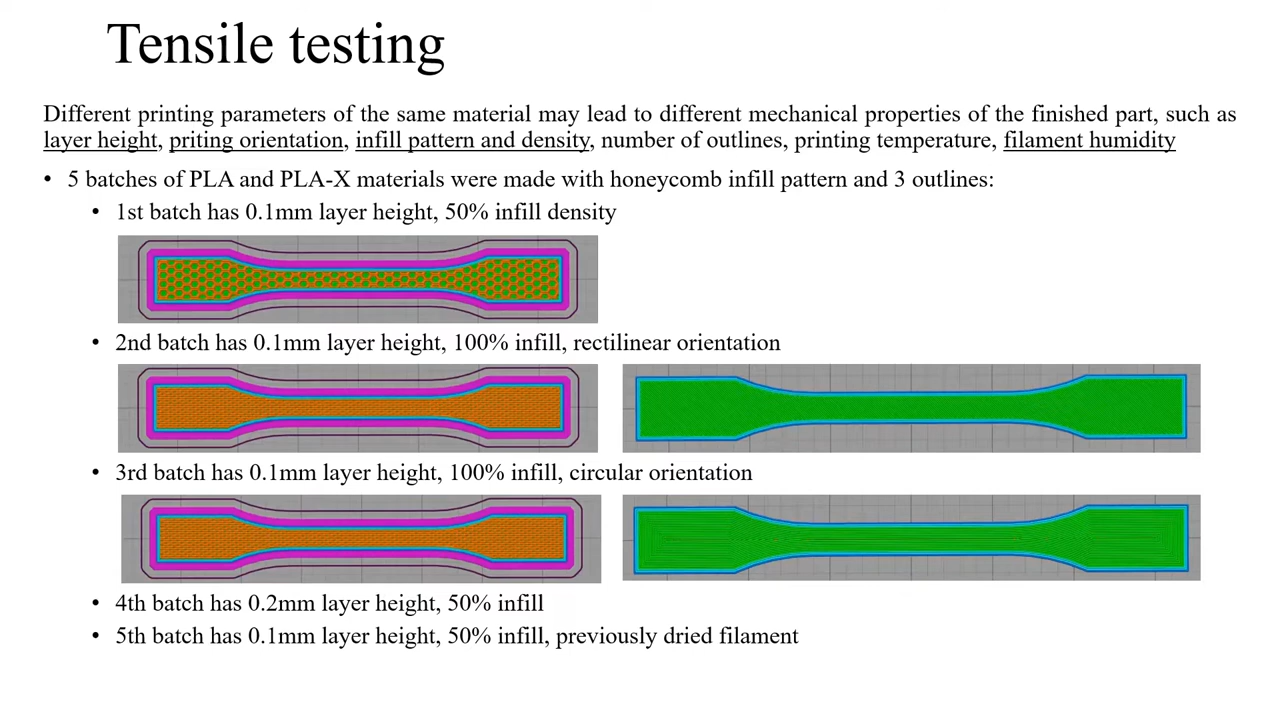 Tensile testing
Different printing parameters of the same material may lead to different mechanical properties of the finished part, such as
layer height, priting orientation, infill pattern and density, number of outlines, printing temperature, filament humidity
• 5 batches of PLA and PLA-X materials were made with honeycomb infill pattern and 3 outlines:
• 1st batch has 0.1mm layer height, 50% infill density
• 2nd batch has 0.1mm layer height, 100% infill, rectilinear orientation
• 3rd batch has 0.1mm layer height, 100% infill, circular orientation
• 4th batch has 0.2mm layer height, 50% infill
• 5th batch has 0.1mm layer height, 50% infill, previously dried filament